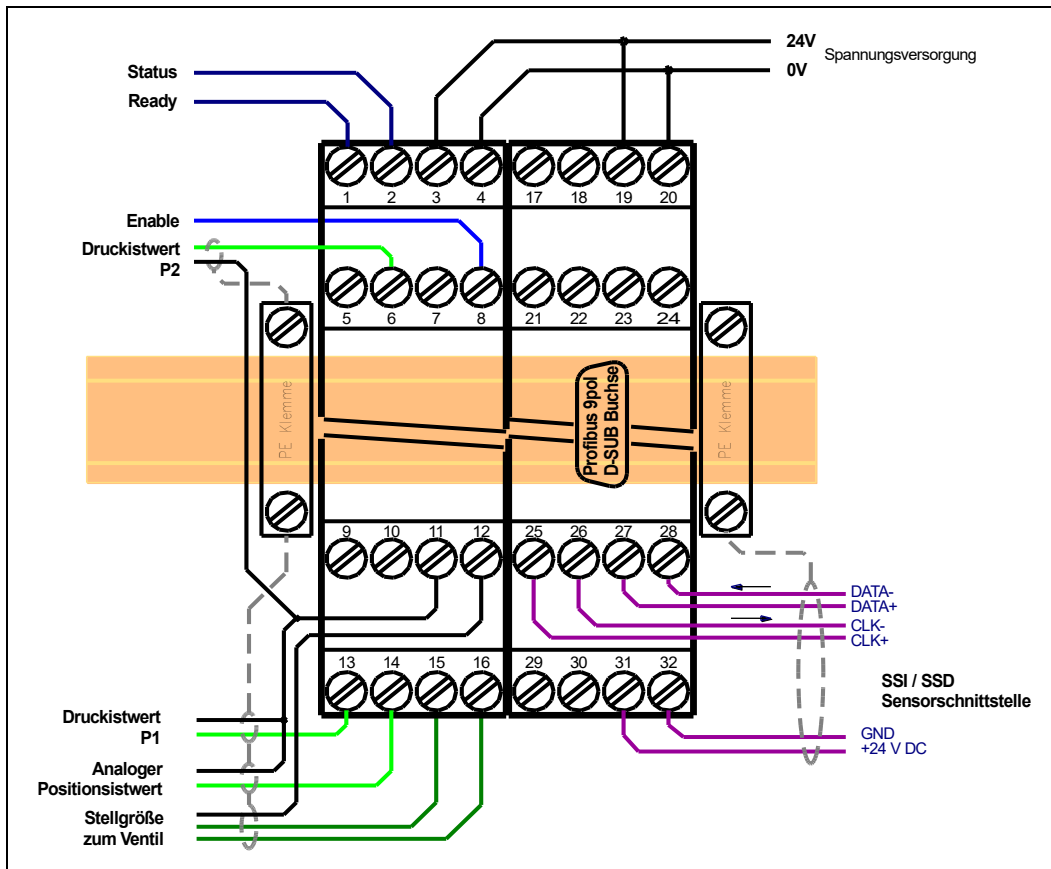 24V
Spannungsversorgung
0V
Status
Ready
1 2 3 4 17 18 19 20
Enable
Druckistwert
P2
5 6 7 8 21 22 23 24
PE Klemme
Profibus 9pol
D-SUB Buchse
PE Klemme
9 10 11 12 25 26 27 28
DATA-
DATA+
CLK-
CLK+
13 14 15 16 29 30 31 32
SSI / SSD
Sensorschnittstelle
Druckistwert
P1
GND
+24 V DC
Analoger
Positionsistwert
Stellgröße
zum Ventil